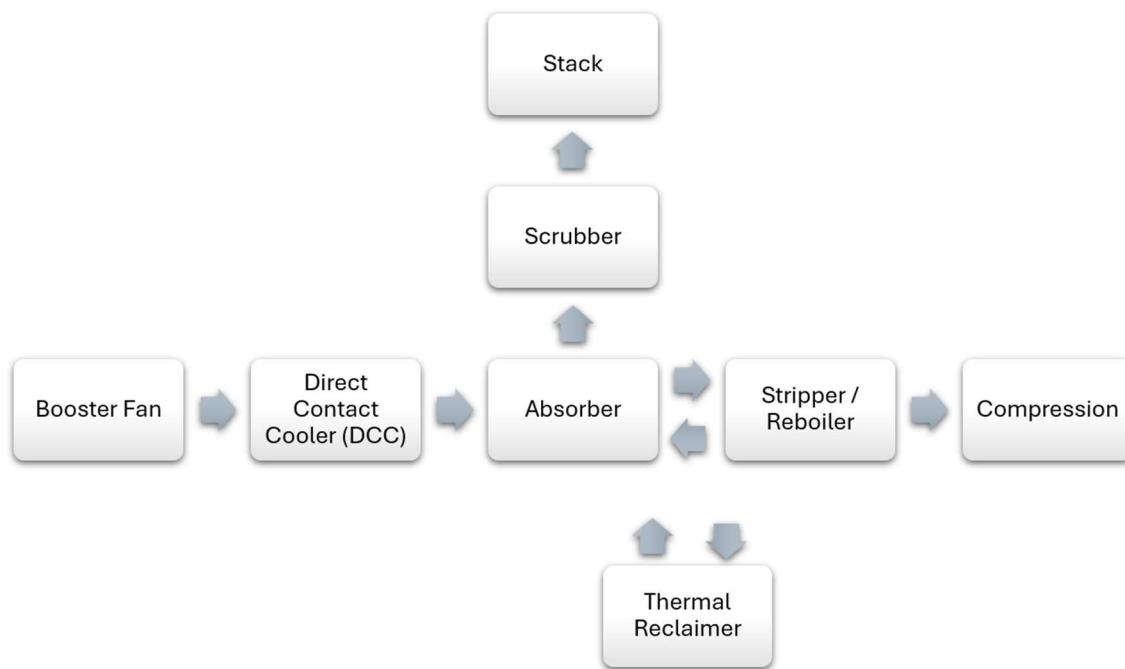 Stack
Scrubber
Booster Fan
Direct
Contact
Cooler (DCC)
Absorber
Stripper /
Reboiler
Compression
Thermal
Reclaimer